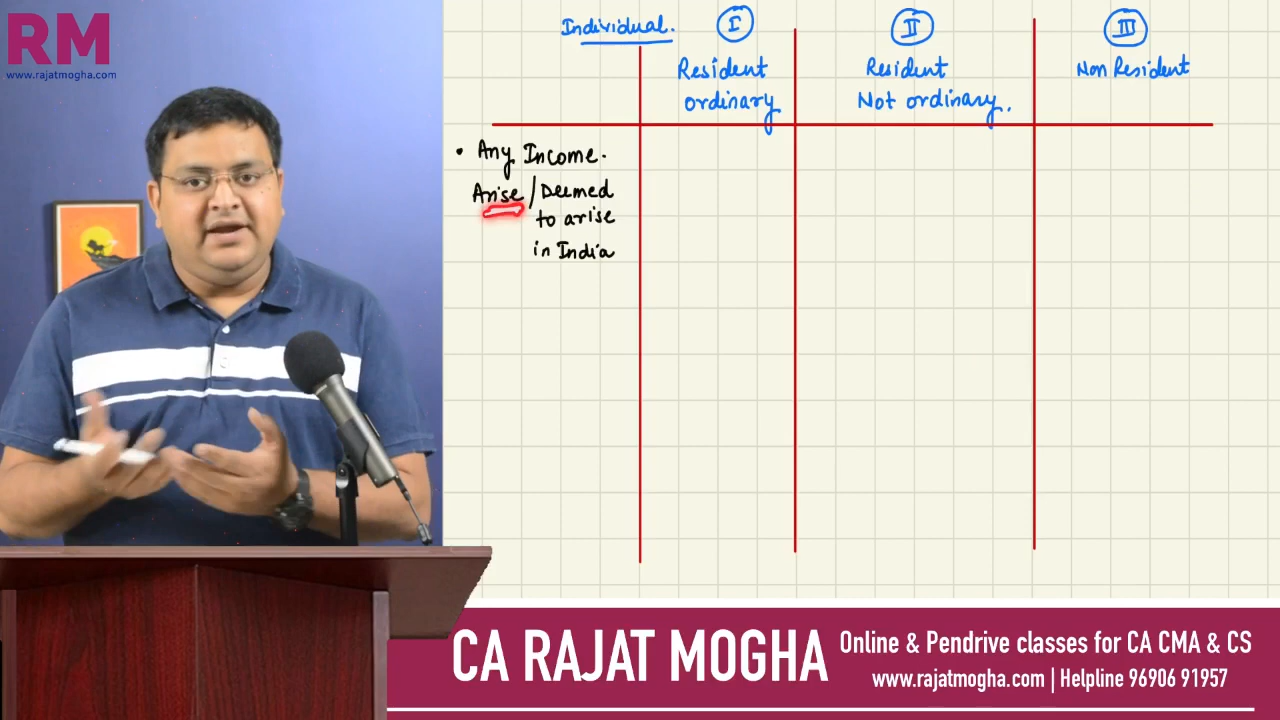 RM
www.rajatmogha.com
Individual.
I
II
III
Resident
ordinary
Resident
Not ordinary.
Non Resident
• Any Income.
Arise / Deemed
to arise
in India
CA RAJAT MOGHA
Online & Pendrive classes for CA CMA & CS
www.rajatmogha.com | Helpline 96906 91957